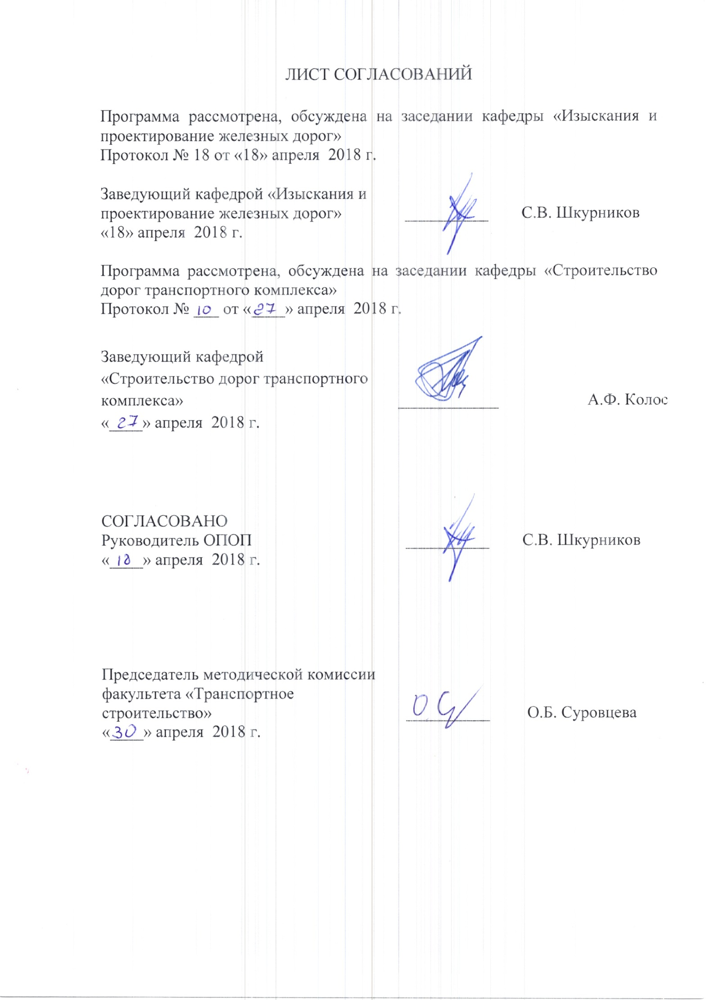 ЛИСТ СОГЛАСОВАНИЙ
Программа рассмотрена, обсуждена на заседании кафедры «Изыскания и
проектирование железных дорог»
Протокол № 18 от «18» апреля 2018 г.
Заведующий кафедрой «Изыскания и
проектирование железных дорог» С.В. Шкурников
«18» апреля 2018 г.
Программа рассмотрена, обсуждена на заседании кафедры «Строительство
дорог транспортного комплекса»
Протокол № 10 от «27» апреля 2018 г.
Заведующий кафедрой
«Строительство дорог транспортного
комплекса» А.Ф. Колос
«27» апреля 2018 г.
СОГЛАСОВАНО
Руководитель ОПОП С.В. Шкурников
«18» апреля 2018 г.
Председатель методической комиссии
факультета «Транспортное
строительство» О.Б. Суровцева
«30» апреля 2018 г.